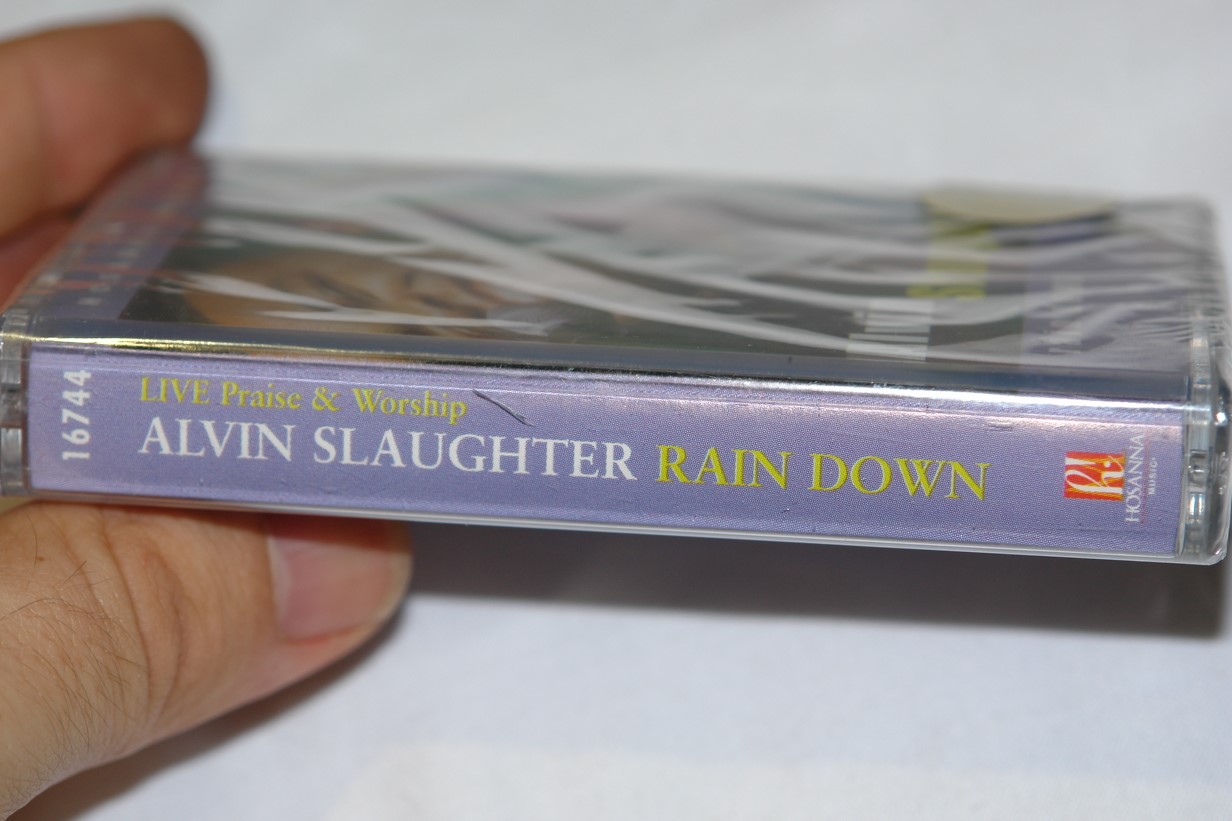 16744
LIVE Praise & Worship
ALVIN SLAUGHTER RAIN DOWN
HOSANNA!
MUSIC